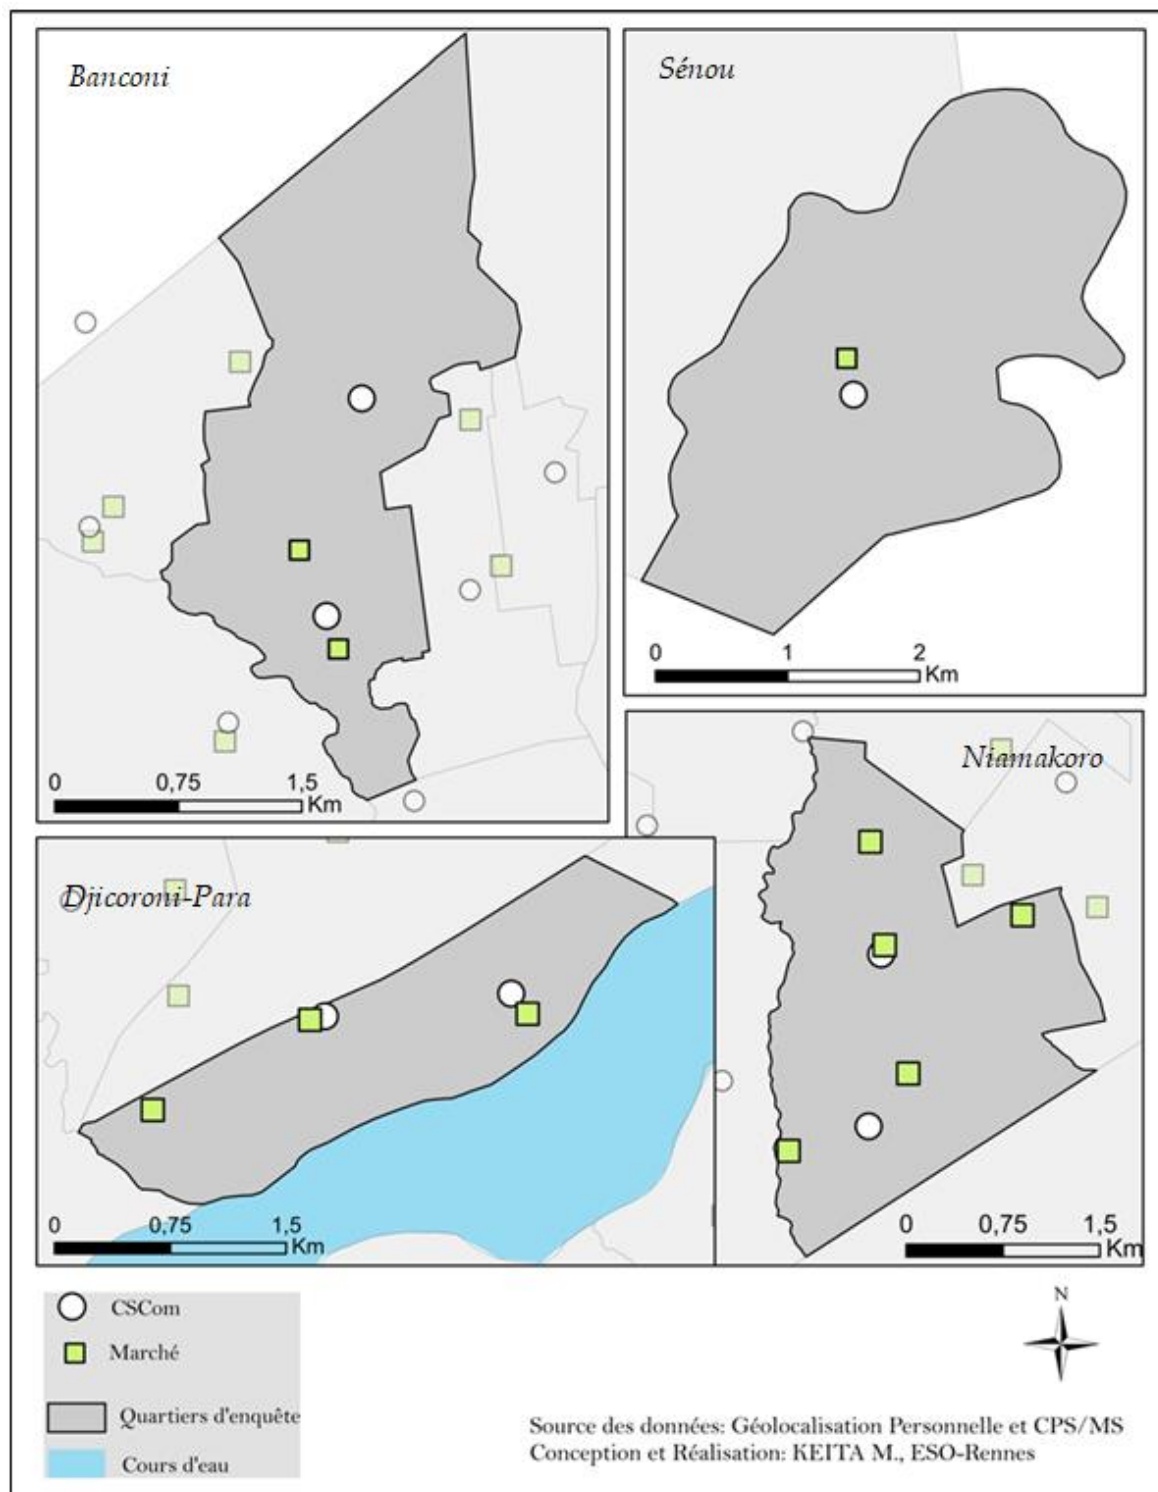 Banconi
0 0,75 1,5
Km
Sénou
0 1 2
Km
Niamakoro
0 0,75 1,5
Km
Djicoroni-Para
0 0,75 1,5
Km
CSCom
Marché
Quartiers d'enquête
Cours d'eau
N
Source des données: Géolocalisation Personnelle et CPS/MS
Conception et Réalisation: KEITA M., ESO-Rennes